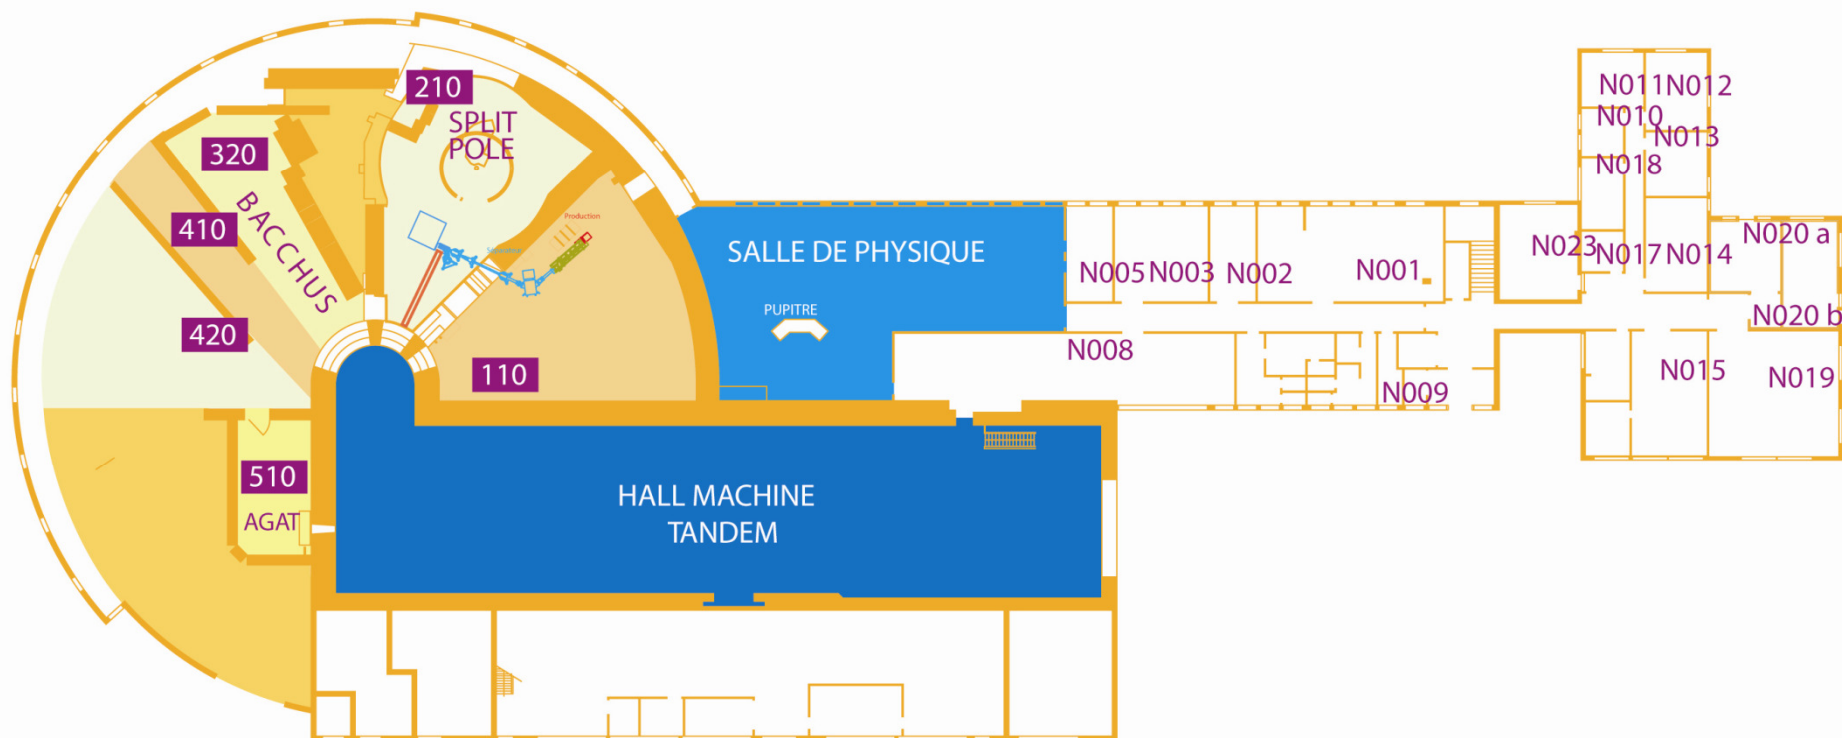 210
SPLIT
POLE
320
BACCHUS
410
420
110
Production
510
AGAT
SALLE DE PHYSIQUE
PUPITRE
HALL MACHINE
TANDEM
N005
N003
N002
N001
N008
N009
N023
N011
N012
N010
N013
N018
N017
N014
N020 a
N020 b
N015
N019